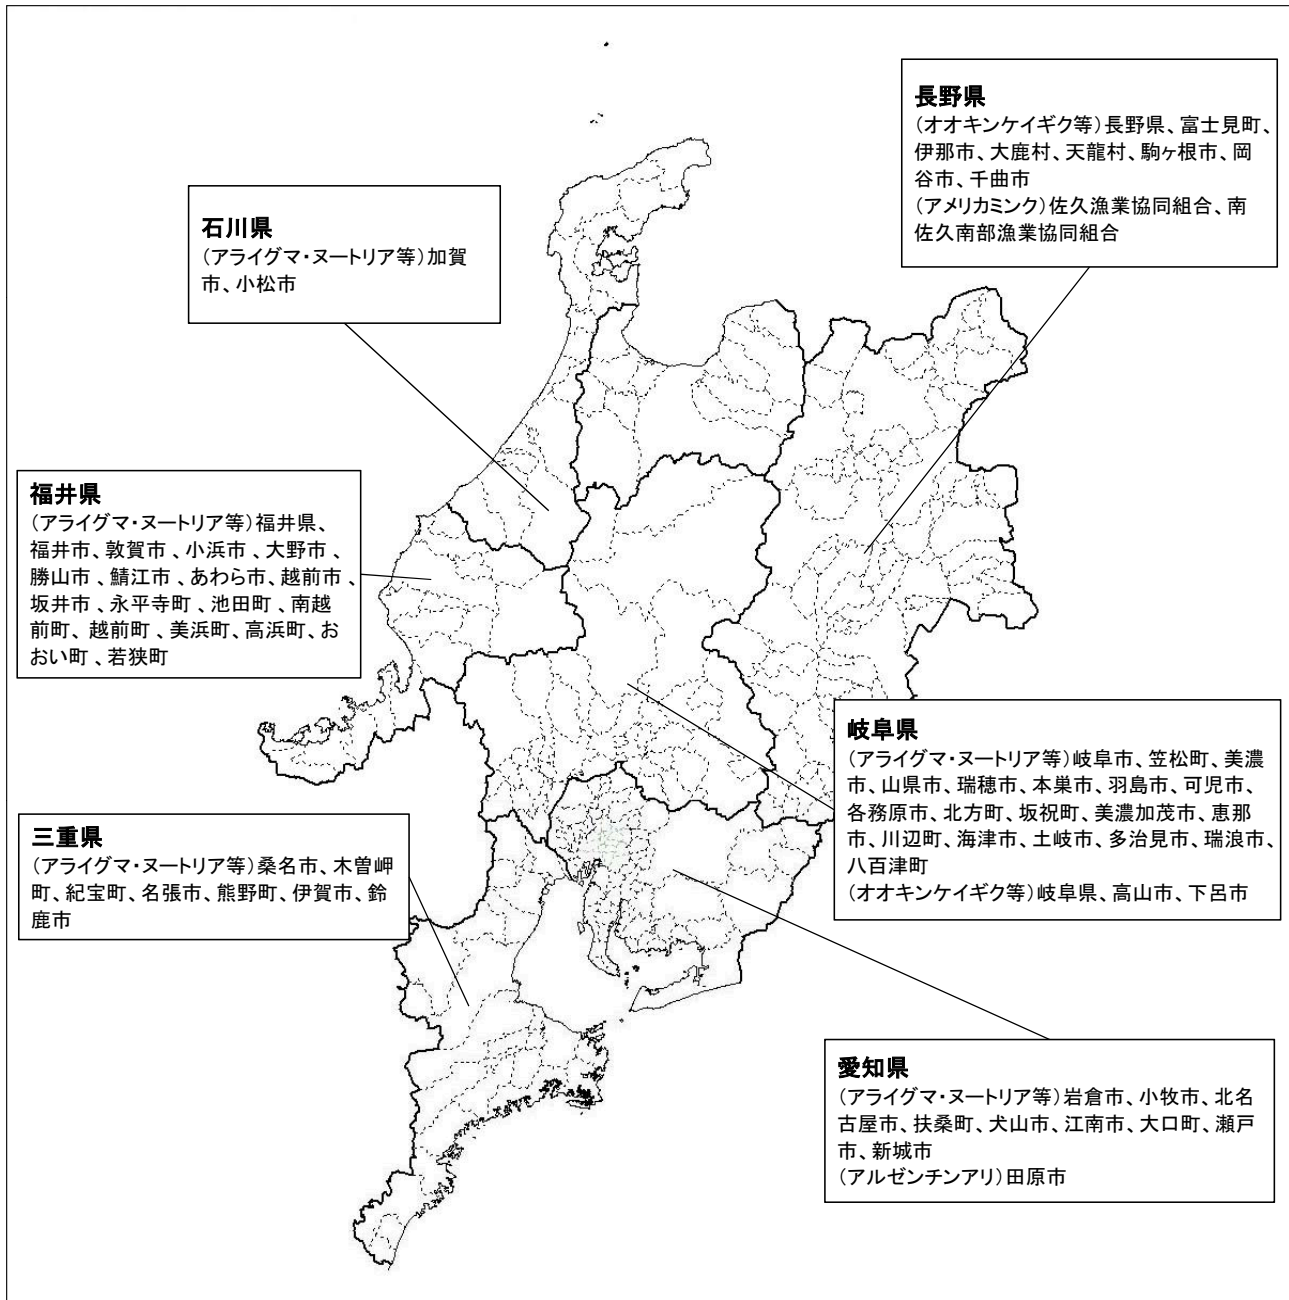 長野県
(オオキンケイギク等)長野県、富士見町、
伊那市、大鹿村、天龍村、駒ヶ根市、岡
谷市、千曲市
(アメリカミンク)佐久漁業協同組合、南
佐久南部漁業協同組合
石川県
(アライグマ・ヌートリア等)加賀
市、小松市
福井県
(アライグマ・ヌートリア等)福井県、
福井市、敦賀市 、小浜市 、大野市 、
勝山市 、鯖江市 、あわら市、越前市 、
坂井市 、永平寺町 、池田町 、南越
前町、 越前町 、美浜町、高浜町、お
おい町 、若狭町
岐阜県
(アライグマ・ヌートリア等)岐阜市、笠松町、美濃
市、山県市、瑞穂市、本巣市、羽島市、可児市、
各務原市、北方町、坂祝町、美濃加茂市、恵那
市、川辺町、海津市、土岐市、多治見市、瑞浪市、
八百津町
(オオキンケイギク等)岐阜県、高山市、下呂市
三重県
(アライグマ・ヌートリア等)桑名市、木曽岬
町、紀宝町、名張市、熊野町、伊賀市、鈴
鹿市
愛知県
(アライグマ・ヌートリア等)岩倉市、小牧市、北名
古屋市、扶桑町、犬山市、江南市、大口町、瀬戸
市、新城市
(アルゼンチンアリ)田原市